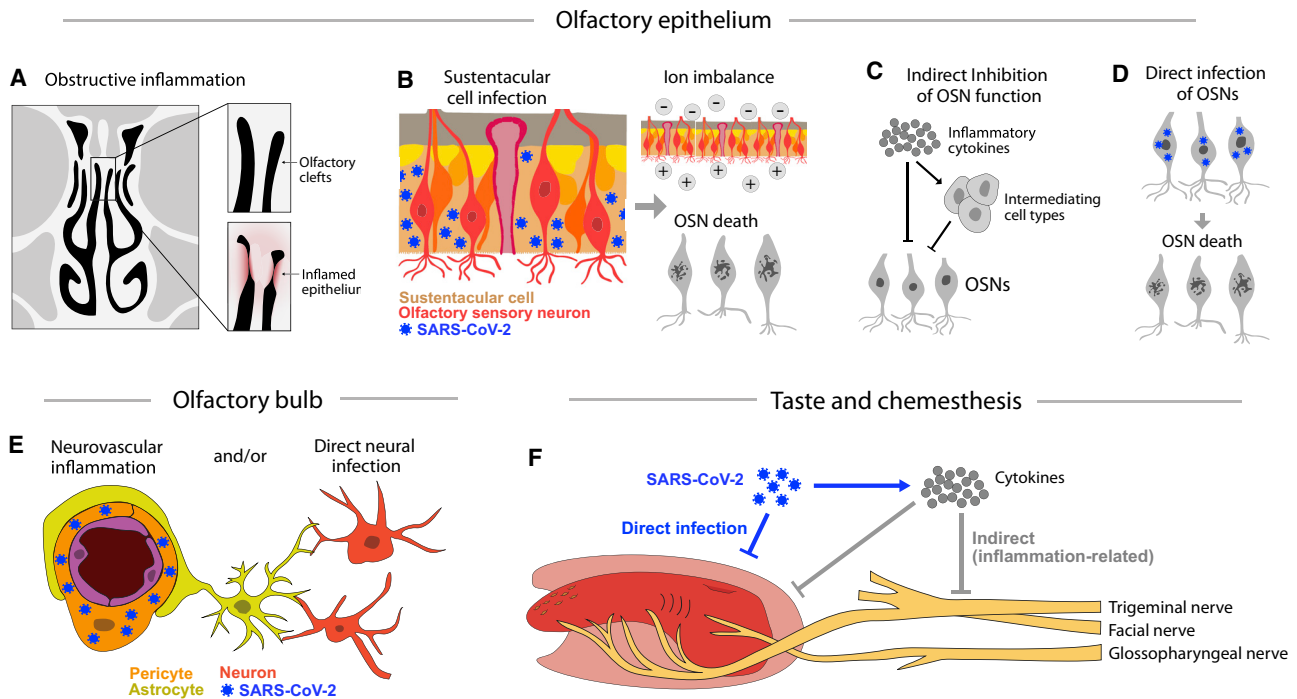 Olfactory epithelium
A
Obstructive inflammation
Olfactory
clefts
Inflamed
epitheliur
B
Sustentacular
cell infection
Ion imbalance
− − − − −
+ + + + +
OSN death
Sustentacular cell
Olfactory sensory neuron
SARS-CoV-2
C
Indirect Inhibition
of OSN function
Inflammatory
cytokines
Intermediating
cell types
OSNs
D
Direct infection
of OSNs
OSN death
Olfactory bulb
E
Neurovascular
inflammation
and/or
Direct neural
infection
Pericyte
Astrocyte
Neuron
SARS-CoV-2
Taste and chemesthesis
F
SARS-CoV-2
Cytokines
Direct infection
Indirect
(inflammation-related)
Trigeminal nerve
Facial nerve
Glossopharyngeal nerve